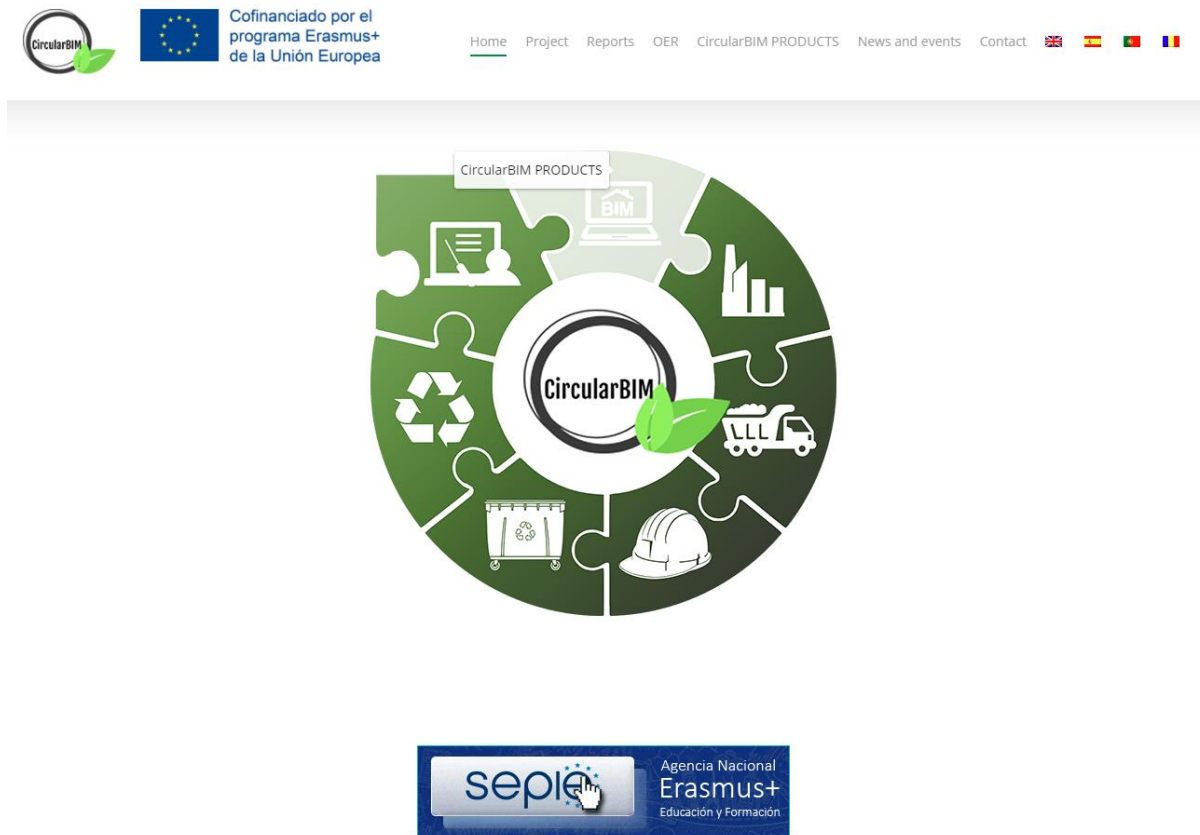 CircularBIM
Cofinanciado por el
programa Erasmus+
de la Unión Europea
Home Project Reports OER CircularBIM PRODUCTS News and events Contact
CircularBIM PRODUCTS
BIM
CircularBIM
sepie
Agencia Nacional
Erasmus+
Educación y Formación